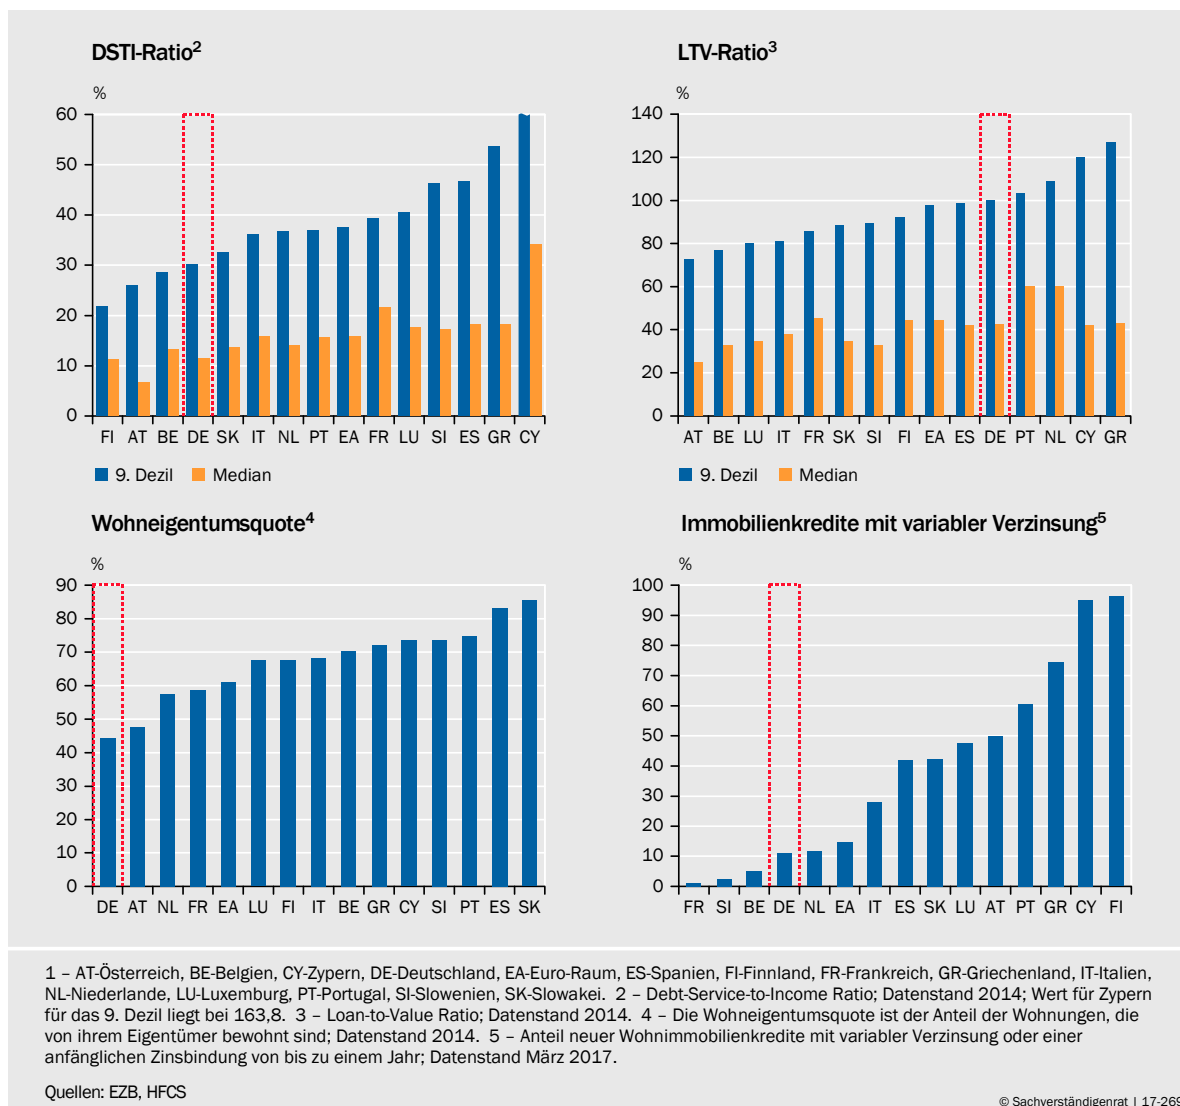 DSTI-Ratio²
%
60
50
40
30
20
10
0
FI AT BE DE SK IT NL PT EA FR LU SI ES GR CY
9. Dezil Median
LTV-Ratio³
%
140
120
100
80
60
40
20
0
AT BE LU IT FR SK SI FI EA ES DE PT NL CY GR
9. Dezil Median
Wohneigentumsquote⁴
%
90
80
70
60
50
40
30
20
10
0
DE AT NL FR EA LU FI IT BE GR CY SI PT ES SK
Immobilienkredite mit variabler Verzinsung⁵
%
100
90
80
70
60
50
40
30
20
10
0
FR SI BE DE NL EA IT ES SK LU AT PT GR CY FI
1 – AT-Österreich, BE-Belgien, CY-Zypern, DE-Deutschland, EA-Euro-Raum, ES-Spanien, FI-Finnland, FR-Frankreich, GR-Griechenland, IT-Italien,
NL-Niederlande, LU-Luxemburg, PT-Portugal, SI-Slowenien, SK-Slowakei. 2 – Debt-Service-to-Income Ratio; Datenstand 2014; Wert für Zypern
für das 9. Dezil liegt bei 163,8. 3 – Loan-to-Value Ratio; Datenstand 2014. 4 – Die Wohneigentumsquote ist der Anteil der Wohnungen, die
von ihrem Eigentümer bewohnt sind; Datenstand 2014. 5 – Anteil neuer Wohnimmobilienkredite mit variabler Verzinsung oder einer
anfänglichen Zinsbindung von bis zu einem Jahr; Datenstand März 2017.
Quellen: EZB, HFCS
© Sachverständigenrat | 17-269